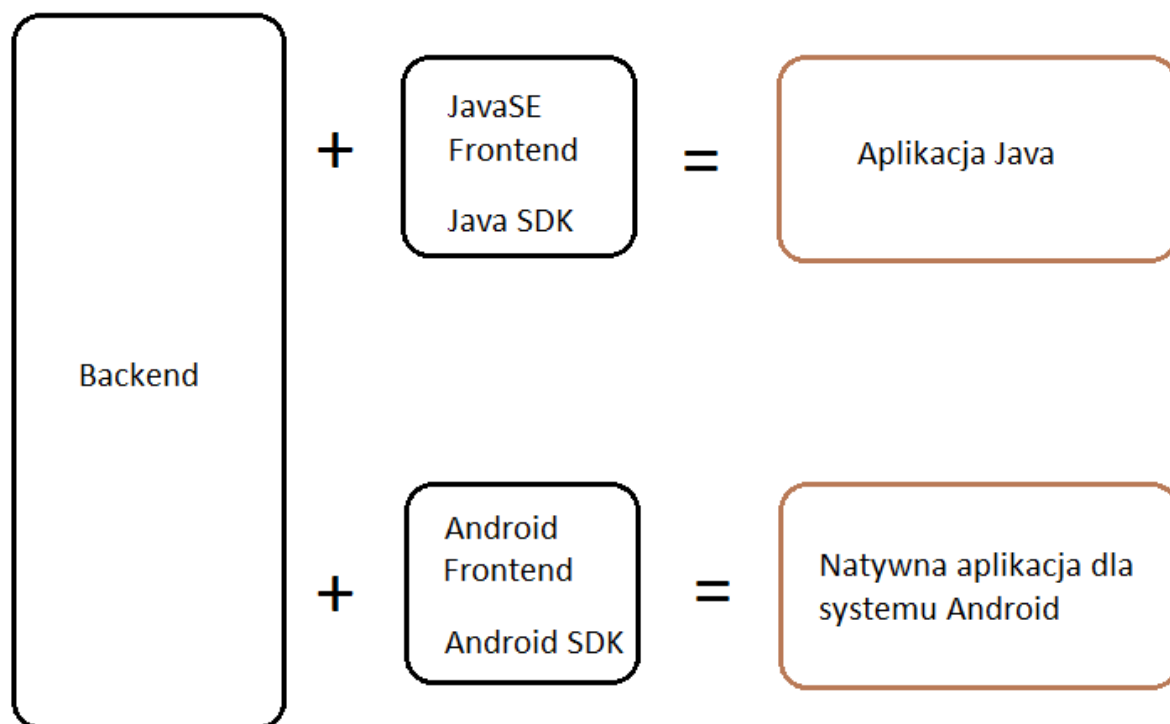 Backend
+
JavaSE
Frontend
Java SDK
=
Aplikacja Java
+
Android
Frontend
Android SDK
=
Natywna aplikacja dla
systemu Android